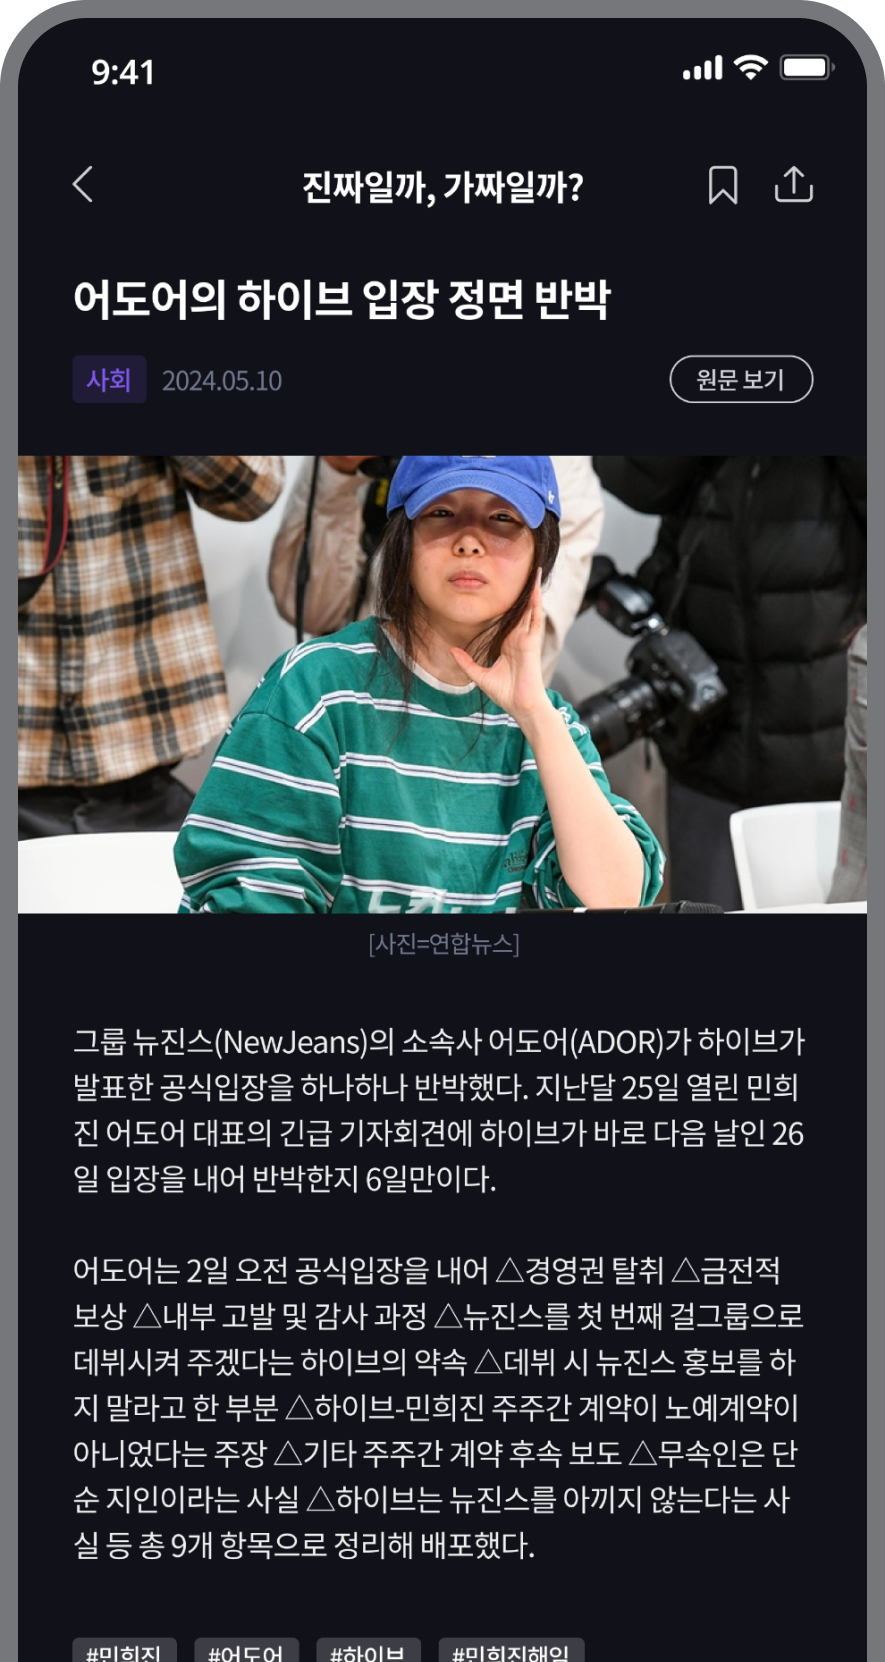 9:41
진짜일까, 가짜일까?
어도어의 하이브 입장 정면 반박
사회 2024.05.10 원문 보기
[사진=연합뉴스]
그룹 뉴진스(NewJeans)의 소속사 어도어(ADOR)가 하이브가
발표한 공식입장을 하나하나 반박했다. 지난달 25일 열린 민희
진 어도어 대표의 긴급 기자회견에 하이브가 바로 다음 날인 26
일 입장을 내어 반박한지 6일만이다.
어도어는 2일 오전 공식입장을 내어 △경영권 탈취 △금전적
보상 △내부 고발 및 감사 과정 △뉴진스를 첫 번째 걸그룹으로
데뷔시켜 주겠다는 하이브의 약속 △데뷔 시 뉴진스 홍보를 하
지 말라고 한 부분 △하이브-민희진 주주간 계약이 노예계약이
아니었다는 주장 △기타 주주간 계약 후속 보도 △무속인은 단
순 지인이라는 사실 △하이브는 뉴진스를 아끼지 않는다는 사
실 등 총 9개 항목으로 정리해 배포했다.
#민희진 #어도어 #하이브 #민희진해임